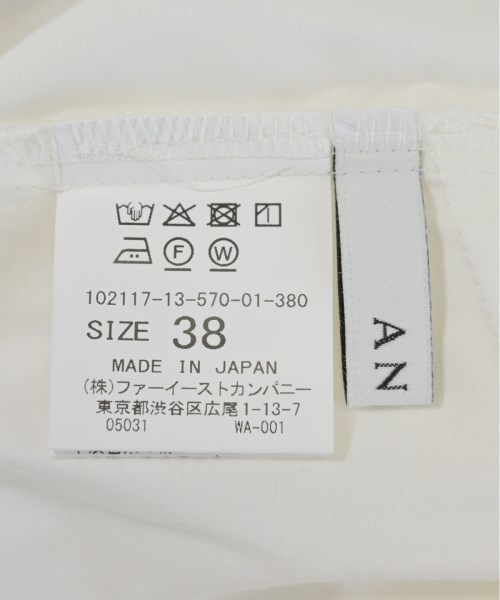 F W
102117-13-570-01-380
SIZE 38
MADE IN JAPAN
(株)ファーイーストカンパニー
東京都渋谷区広尾1-13-7
05031 WA-001
AN